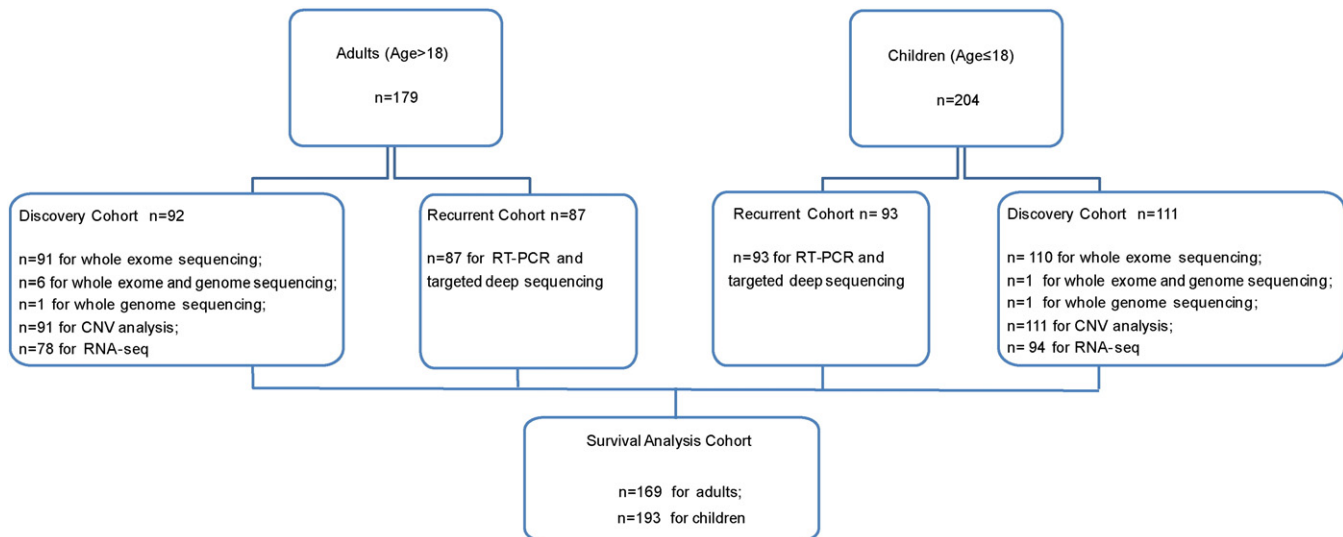 Adults (Age>18)
n=179
Children (Age≤18)
n=204
Discovery Cohort n=92
n=91 for whole exome sequencing;
n=6 for whole exome and genome sequencing;
n=1 for whole genome sequencing;
n=91 for CNV analysis;
n=78 for RNA-seq
Recurrent Cohort n=87
n=87 for RT-PCR and
targeted deep sequencing
Recurrent Cohort n= 93
n=93 for RT-PCR and
targeted deep sequencing
Discovery Cohort n=111
n= 110 for whole exome sequencing;
n=1 for whole exome and genome sequencing;
n=1 for whole genome sequencing;
n=111 for CNV analysis;
n= 94 for RNA-seq
Survival Analysis Cohort
n=169 for adults;
n=193 for children